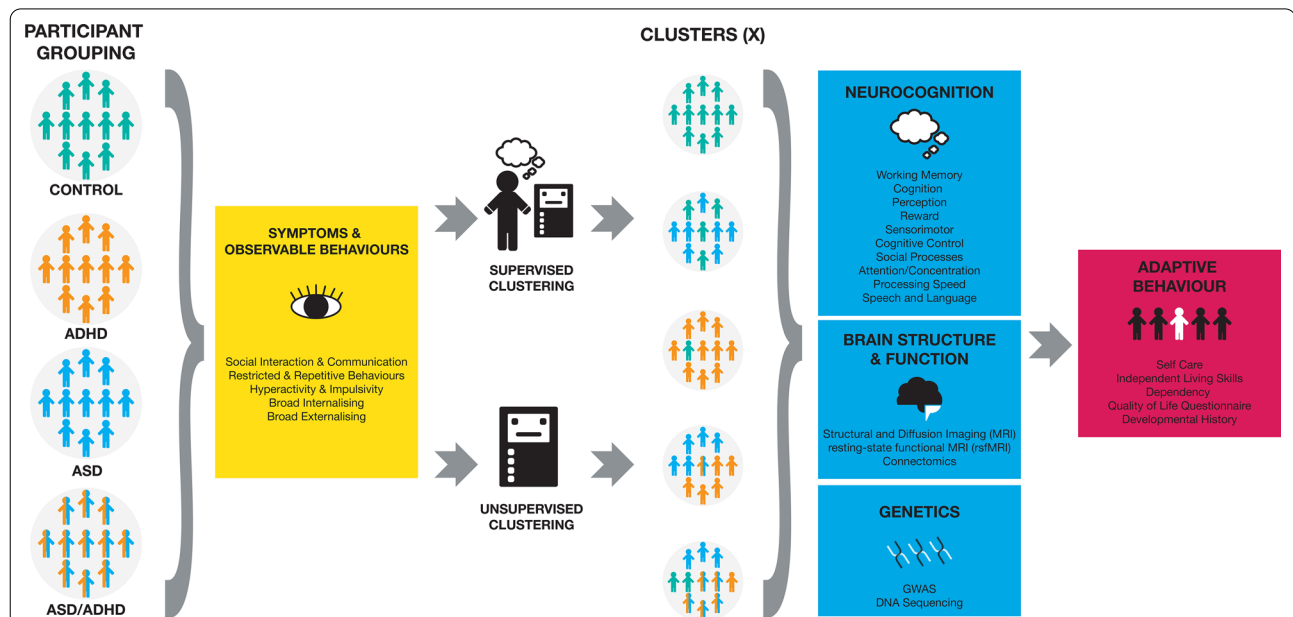 PARTICIPANT
GROUPING
CONTROL
ADHD
ASD
ASD/ADHD
SYMPTOMS &
OBSERVABLE BEHAVIOURS
Social Interaction & Communication
Restricted & Repetitive Behaviours
Hyperactivity & Impulsivity
Broad Internalising
Broad Externalising
SUPERVISED
CLUSTERING
UNSUPERVISED
CLUSTERING
CLUSTERS (X)
NEUROCOGNITION
Working Memory
Cognition
Perception
Reward
Sensorimotor
Cognitive Control
Social Processes
Attention/Concentration
Processing Speed
Speech and Language
BRAIN STRUCTURE
& FUNCTION
Structural and Diffusion Imaging (MRI)
resting-state functional MRI (rsfMRI)
Connectomics
GENETICS
GWAS
DNA Sequencing
ADAPTIVE
BEHAVIOUR
Self Care
Independent Living Skills
Dependency
Quality of Life Questionnaire
Developmental History